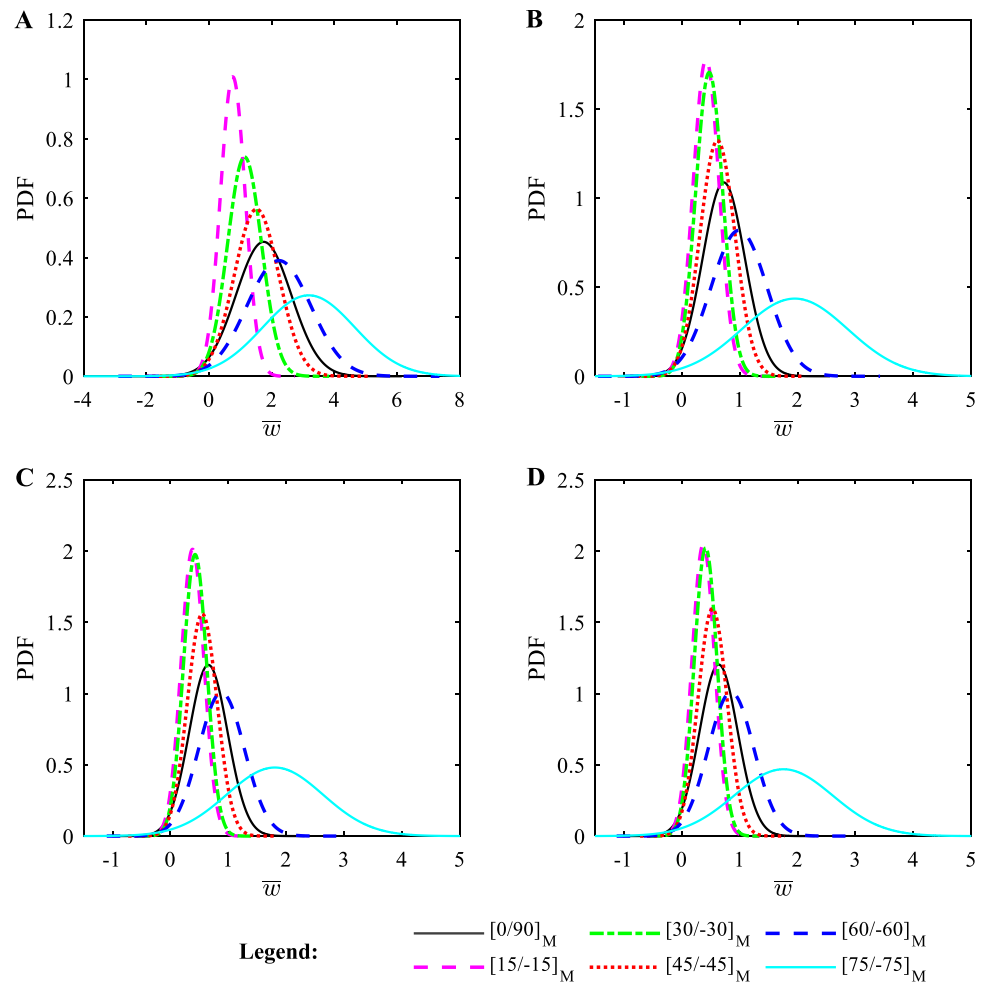 A
PDF
1.2
1
0.8
0.6
0.4
0.2
0
-4 -2 0 2 4 6 8
w̅
B
PDF
2
1.5
1
0.5
0
-1 0 1 2 3 4 5
w̅
C
PDF
2.5
2
1.5
1
0.5
0
-1 0 1 2 3 4 5
w̅
D
PDF
2.5
2
1.5
1
0.5
0
-1 0 1 2 3 4 5
w̅
Legend:
[0/90]M [30/-30]M [60/-60]M
[15/-15]M [45/-45]M [75/-75]M